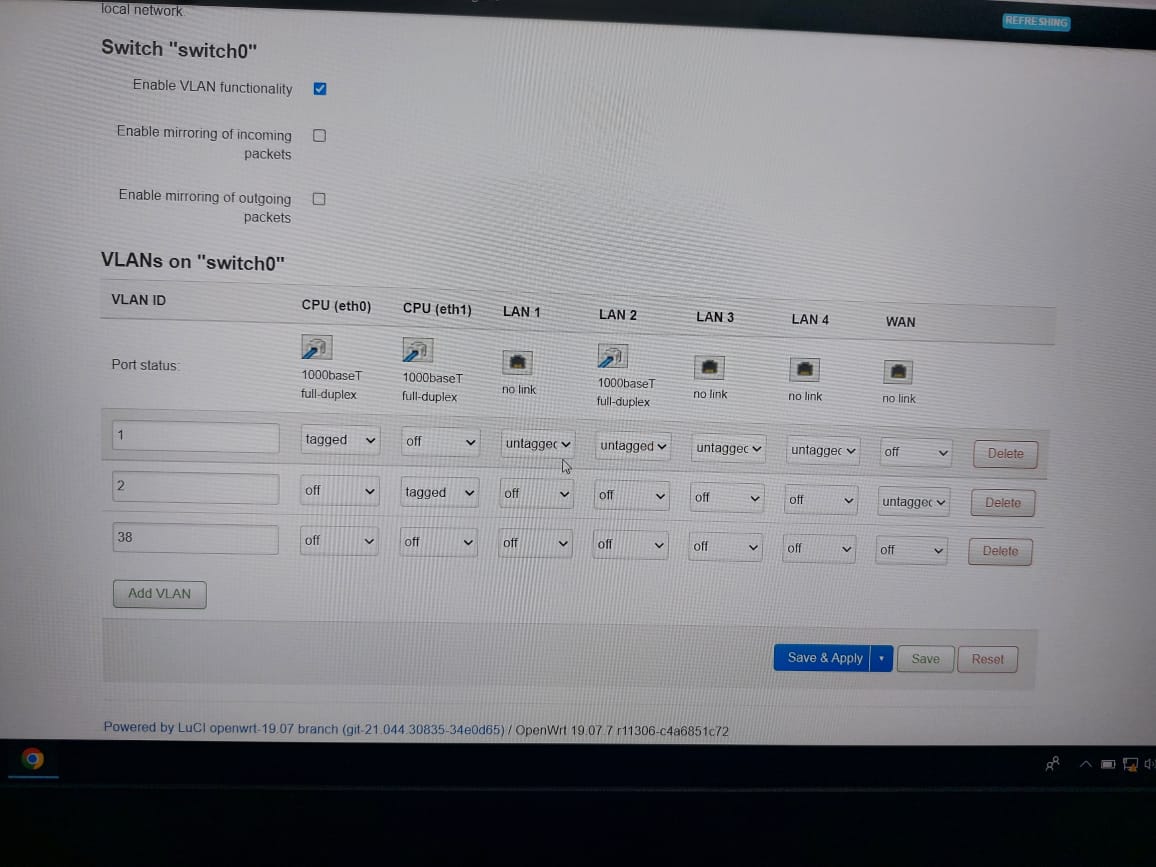 local network
REFRESHING
Switch "switch0"
Enable VLAN functionality
Enable mirroring of incoming
packets
Enable mirroring of outgoing
packets
VLANs on "switch0"
VLAN ID CPU (eth0) CPU (eth1) LAN 1 LAN 2 LAN 3 LAN 4 WAN
Port status:
1000baseT
full-duplex
1000baseT
full-duplex
no link
1000baseT
full-duplex
no link
no link
no link
1 tagged off untagged untagged untagged untagged off Delete
2 off tagged off off off off untagged Delete
38 off off off off off off off Delete
Add VLAN
Save & Apply Save Reset
Powered by LuCI openwrt-19.07 branch (git-21.044.30835-34e0d65) / OpenWrt 19.07.7 r11306-c4a6851c72